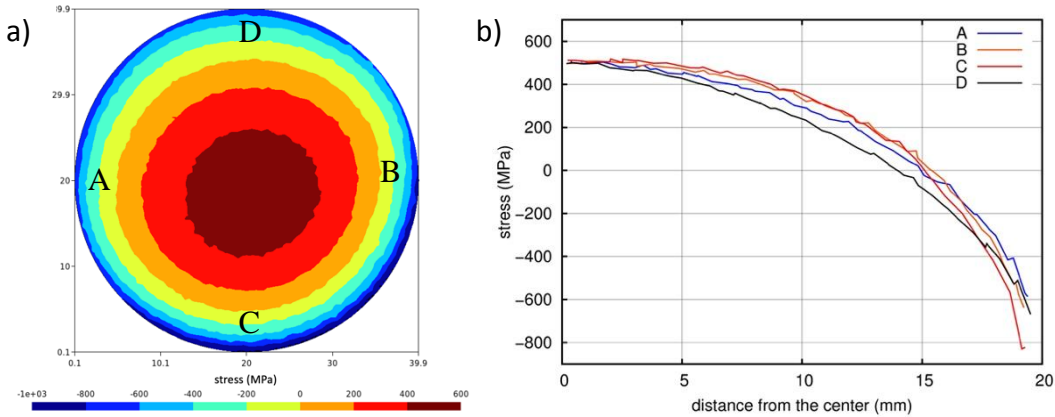 a)
39.9
29.9
20
10
0.1
0.1 10.1 20 30 39.9
D
A
B
C
stress (MPa)
-1e+03 -800 -600 -400 -200 0 200 400 600
b)
A
B
C
D
600
400
200
0
−200
−400
−600
−800
stress (MPa)
0 5 10 15 20
distance from the center (mm)